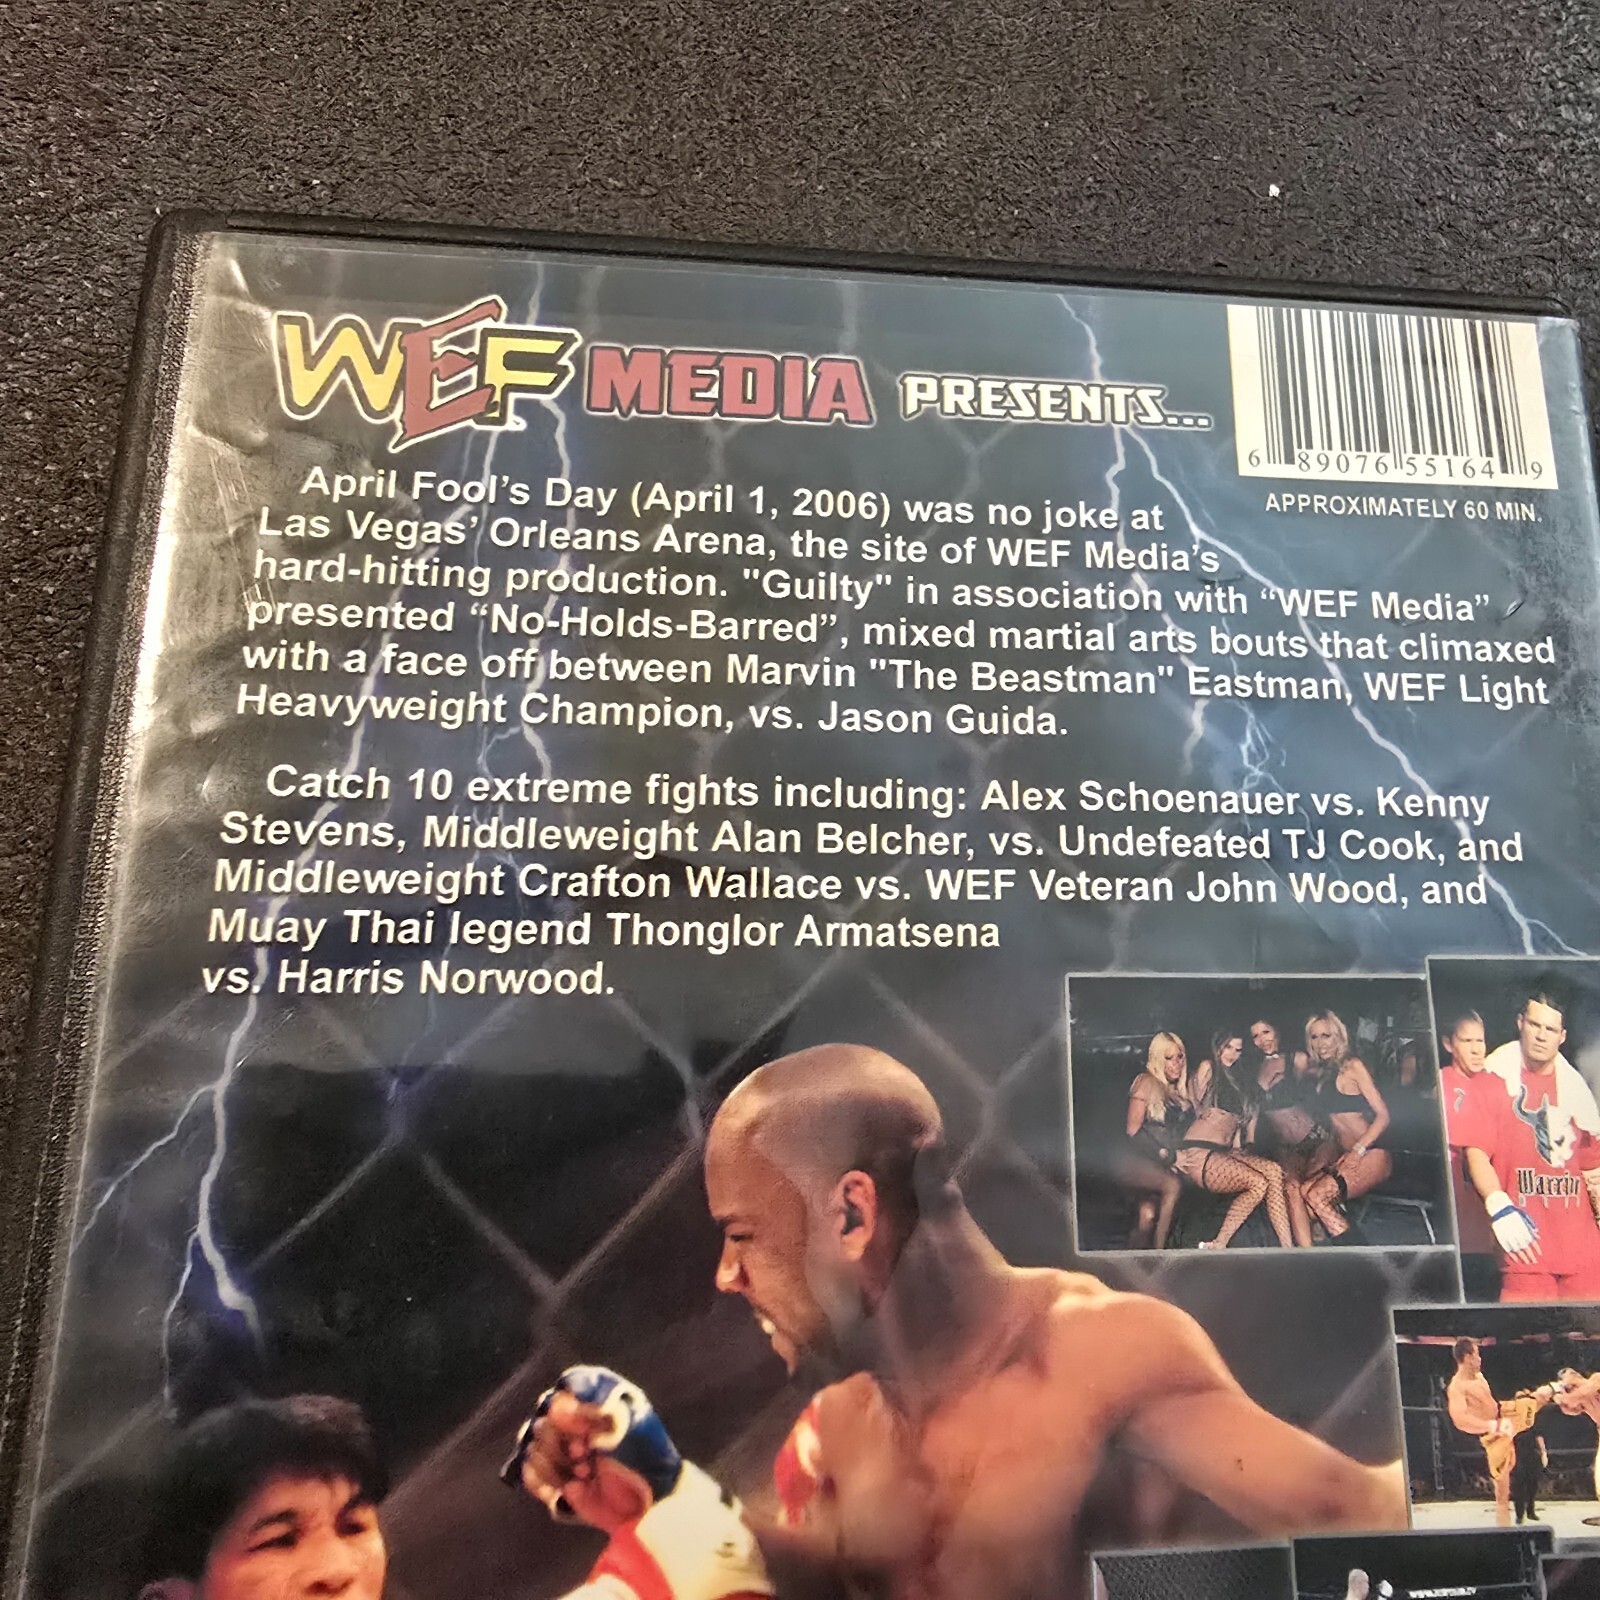 WEF MEDIA PRESENTS...
6 89076 55164 9
APPROXIMATELY 60 MIN.
April Fool's Day (April 1, 2006) was no joke at
Las Vegas' Orleans Arena, the site of WEF Media's
hard-hitting production. "Guilty" in association with “WEF Media”
presented “No-Holds-Barred”, mixed martial arts bouts that climaxed
with a face off between Marvin "The Beastman" Eastman, WEF Light
Heavyweight Champion, vs. Jason Guida.
Catch 10 extreme fights including: Alex Schoenauer vs. Kenny
Stevens, Middleweight Alan Belcher, vs. Undefeated TJ Cook, and
Middleweight Crafton Wallace vs. WEF Veteran John Wood, and
Muay Thai legend Thonglor Armatsena
vs. Harris Norwood.